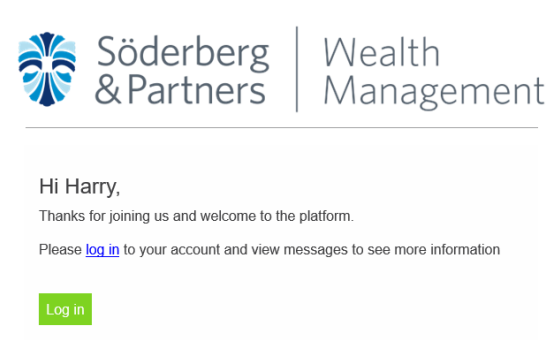 Söderberg & Partners | Wealth Management
Hi Harry,
Thanks for joining us and welcome to the platform.
Please log in to your account and view messages to see more information
Log in